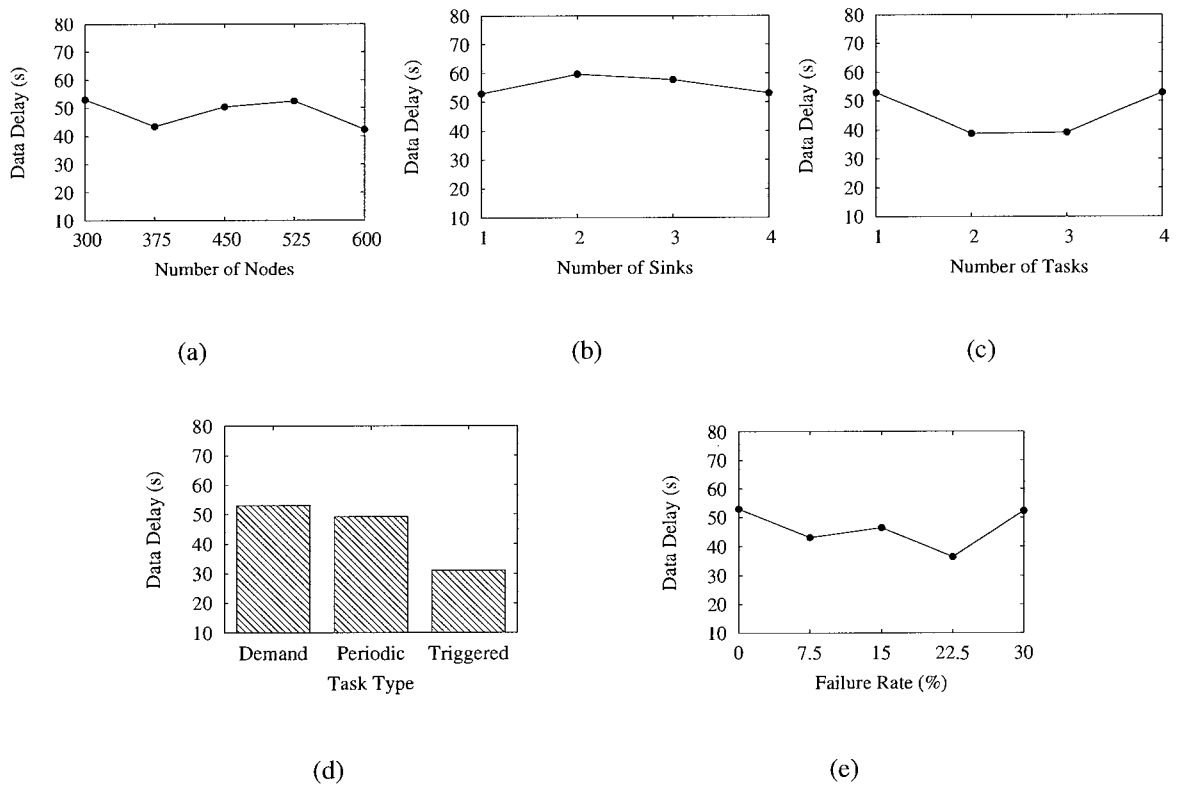 80
70
60
50
40
30
20
10
Data Delay (s)
300 375 450 525 600
Number of Nodes
(a)
80
70
60
50
40
30
20
10
Data Delay (s)
1 2 3 4
Number of Sinks
(b)
80
70
60
50
40
30
20
10
Data Delay (s)
1 2 3 4
Number of Tasks
(c)
80
70
60
50
40
30
20
10
Data Delay (s)
Demand Periodic Triggered
Task Type
(d)
80
70
60
50
40
30
20
10
Data Delay (s)
0 7.5 15 22.5 30
Failure Rate (%)
(e)